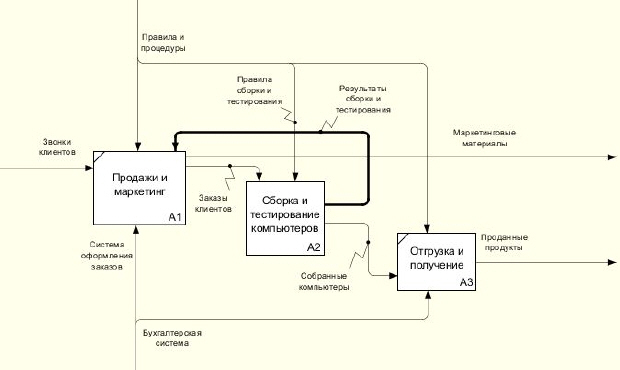 Правила и
процедуры
Правила
сборки и
тестирования
Результаты
сборки и
тестирования
Звонки
клиентов
Маркетинговые
материалы
Продажи и
маркетинг
A1
Заказы
клиентов
Сборка и
тестирование
компьютеров
A2
Система
оформления
заказов
Собранные
компьютеры
Отгрузка и
получение
A3
Проданные
продукты
Бухгалтерская
система